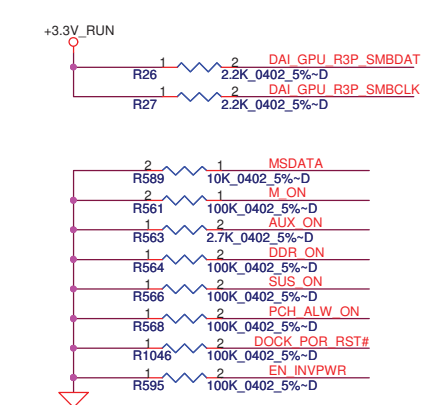 +3.3V_RUN
1 2 DAI_GPU_R3P_SMBDAT
R26 2.2K_0402_5%~D
1 2 DAI_GPU_R3P_SMBCLK
R27 2.2K_0402_5%~D
2 1 MSDATA
R589 10K_0402_5%~D
2 1 M_ON
R561 100K_0402_5%~D
1 2 AUX_ON
R563 2.7K_0402_5%~D
1 2 DDR_ON
R564 100K_0402_5%~D
1 2 SUS_ON
R566 100K_0402_5%~D
1 2 PCH_ALW_ON
R568 100K_0402_5%~D
1 2 DOCK_POR_RST#
R1046 100K_0402_5%~D
1 2 EN_INVPWR
R595 100K_0402_5%~D